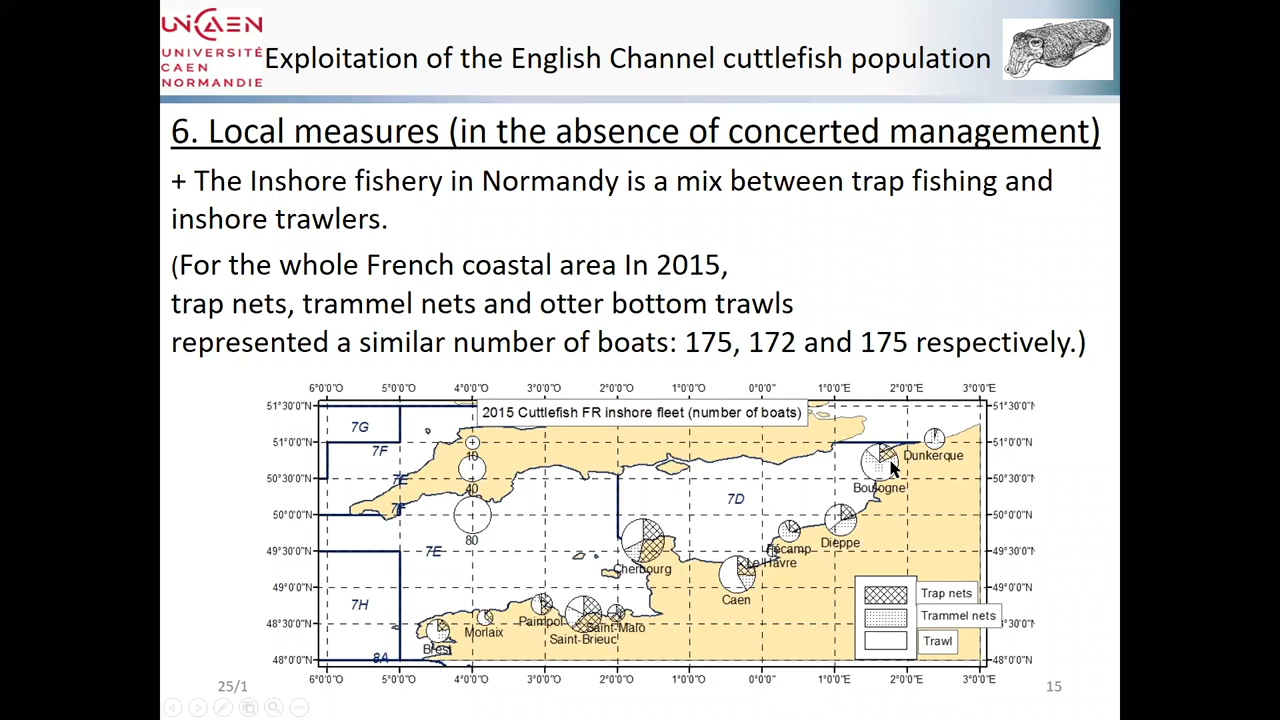 UNICAEN
UNIVERSITÉ
CAEN
NORMANDIE
Exploitation of the English Channel cuttlefish population
6. Local measures (in the absence of concerted management)
+ The Inshore fishery in Normandy is a mix between trap fishing and
inshore trawlers.
(For the whole French coastal area In 2015,
trap nets, trammel nets and otter bottom trawls
represented a similar number of boats: 175, 172 and 175 respectively.)
6°0'0"O 5°0'0"O 4°0'0"O 3°0'0"O 2°0'0"O 1°0'0"O 0°0'0" 1°0'0"E 2°0'0"E 3°0'0"E
2015 Cuttlefish FR inshore fleet (number of boats)
51°30'0"N
51°0'0"N
50°30'0"N
50°0'0"N
49°30'0"N
49°0'0"N
48°30'0"N
48°0'0"N
7G
7F
7E
7F
7E
7H
8A
7D
10
40
80
Dunkerque
Boulogne
Dieppe
Fécamp
Le Havre
Cherbourg
Caen
Paimpol
Saint-Malo
Saint-Brieuc
Morlaix
Brest
Trap nets
Trammel nets
Trawl
51°30'0"N
51°0'0"N
50°30'0"N
50°0'0"N
49°30'0"N
49°0'0"N
48°30'0"N
48°0'0"N
6°0'0"O 5°0'0"O 4°0'0"O 3°0'0"O 2°0'0"O 1°0'0"O 0°0'0" 1°0'0"E 2°0'0"E 3°0'0"E
25/1
15